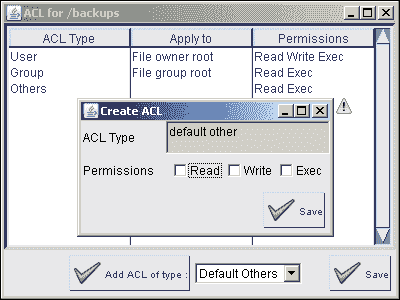 ACL for /backups
ACL Type Apply to Permissions
User File owner root Read Write Exec
Group File group root Read Exec
Others Read Exec
Create ACL
ACL Type default other
Permissions Read Write Exec
Save
Add ACL of type : Default Others Save